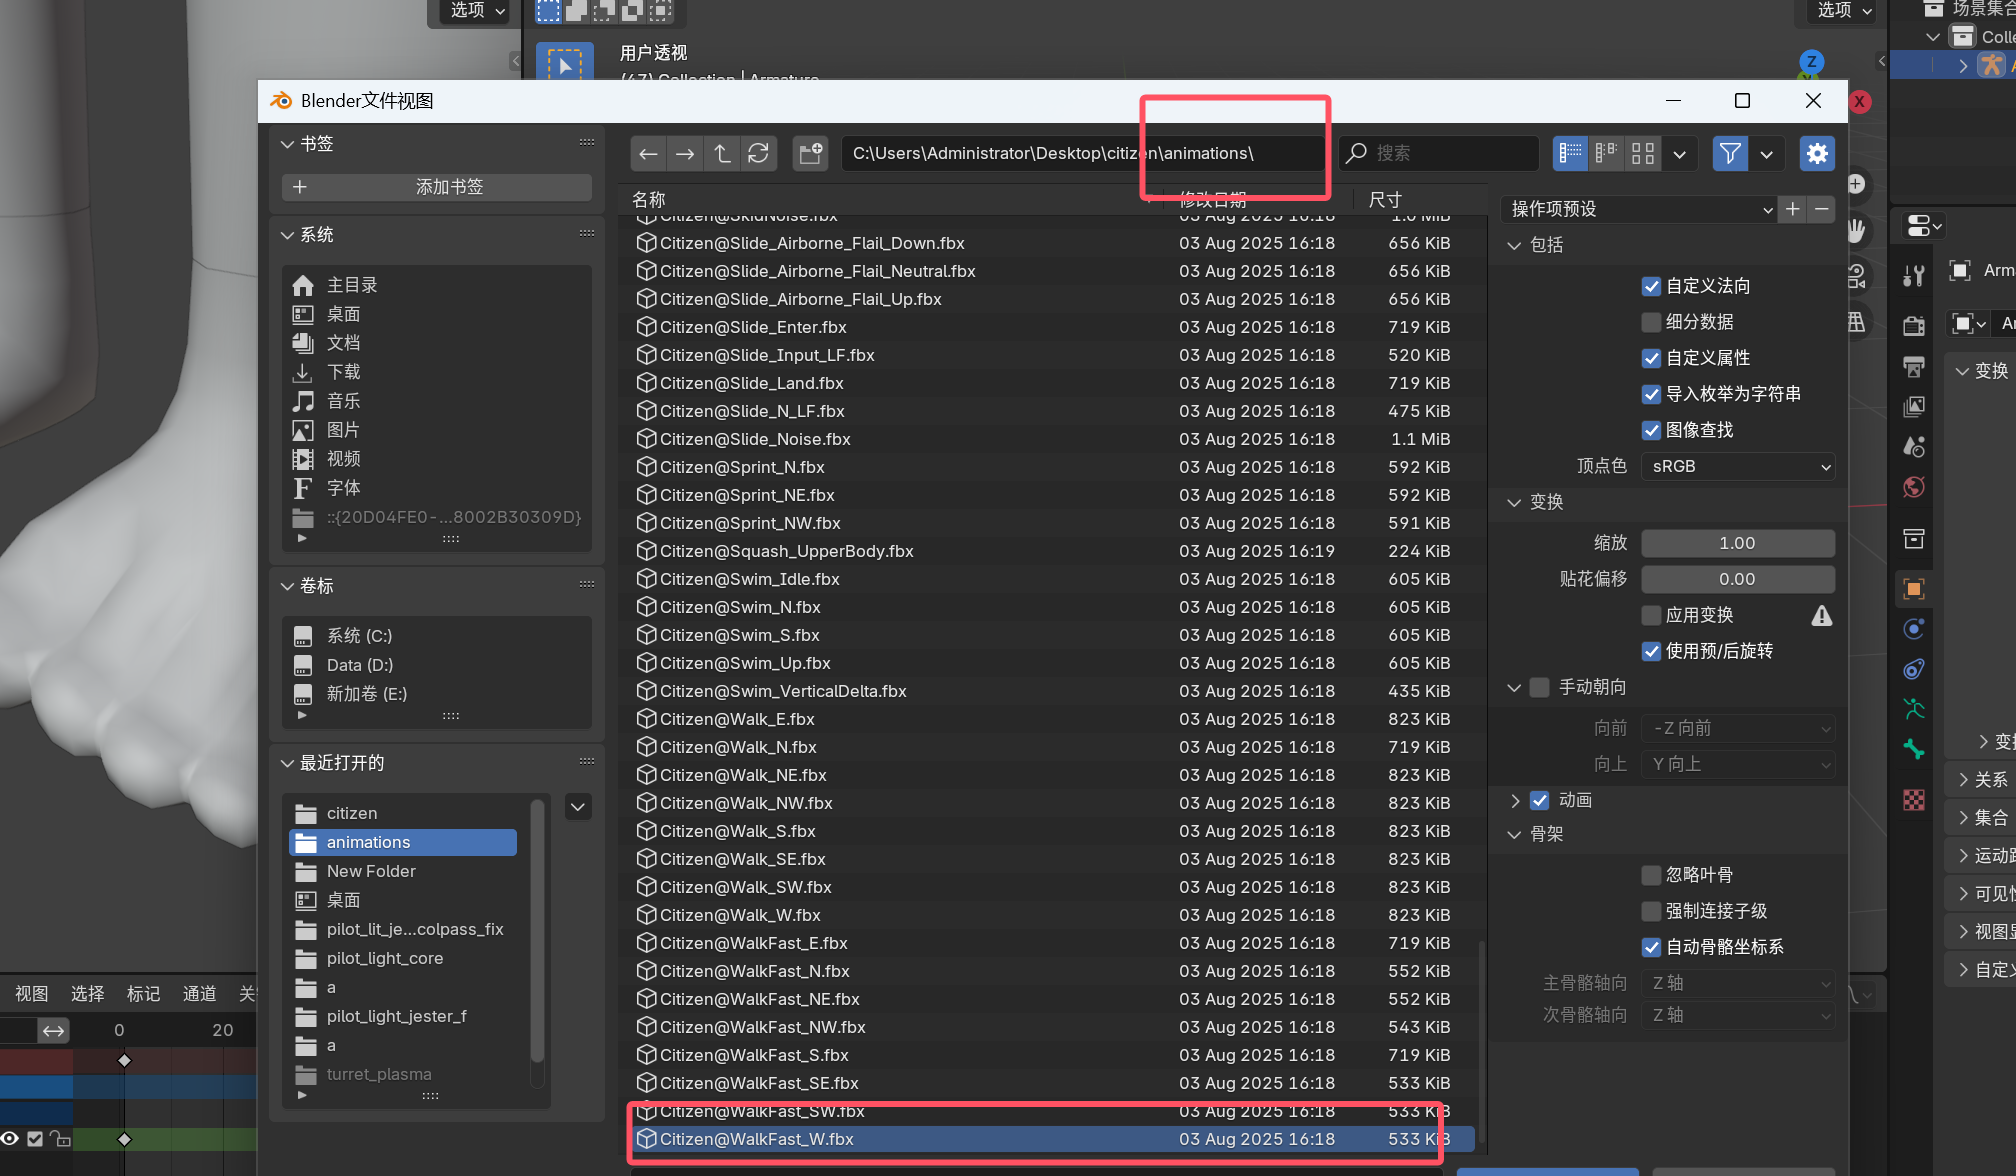 选项
用户透视
(47) Collection | Armature
选项
场景集合
Z
X
Blender文件视图
书签
添加书签
系统
主目录
桌面
文档
下载
音乐
图片
视频
字体
::{20D04FE0-...8002B30309D}
卷标
系统 (C:)
Data (D:)
新加卷 (E:)
最近打开的
citizen
animations
New Folder
桌面
pilot_lit_je...colpass_fix
pilot_light_core
a
pilot_light_jester_f
a
turret_plasma
C:\Users\Administrator\Desktop\citizen\animations\
搜索
名称 修改日期 尺寸
Citizen@SkidNoise.fbx 03 Aug 2025 16:18 1.0 MiB
Citizen@Slide_Airborne_Flail_Down.fbx 03 Aug 2025 16:18 656 KiB
Citizen@Slide_Airborne_Flail_Neutral.fbx 03 Aug 2025 16:18 656 KiB
Citizen@Slide_Airborne_Flail_Up.fbx 03 Aug 2025 16:18 656 KiB
Citizen@Slide_Enter.fbx 03 Aug 2025 16:18 719 KiB
Citizen@Slide_Input_LF.fbx 03 Aug 2025 16:18 520 KiB
Citizen@Slide_Land.fbx 03 Aug 2025 16:18 719 KiB
Citizen@Slide_N_LF.fbx 03 Aug 2025 16:18 475 KiB
Citizen@Slide_Noise.fbx 03 Aug 2025 16:18 1.1 MiB
Citizen@Sprint_N.fbx 03 Aug 2025 16:18 592 KiB
Citizen@Sprint_NE.fbx 03 Aug 2025 16:18 592 KiB
Citizen@Sprint_NW.fbx 03 Aug 2025 16:18 591 KiB
Citizen@Squash_UpperBody.fbx 03 Aug 2025 16:19 224 KiB
Citizen@Swim_Idle.fbx 03 Aug 2025 16:18 605 KiB
Citizen@Swim_N.fbx 03 Aug 2025 16:18 605 KiB
Citizen@Swim_S.fbx 03 Aug 2025 16:18 605 KiB
Citizen@Swim_Up.fbx 03 Aug 2025 16:18 605 KiB
Citizen@Swim_VerticalDelta.fbx 03 Aug 2025 16:18 435 KiB
Citizen@Walk_E.fbx 03 Aug 2025 16:18 823 KiB
Citizen@Walk_N.fbx 03 Aug 2025 16:18 719 KiB
Citizen@Walk_NE.fbx 03 Aug 2025 16:18 823 KiB
Citizen@Walk_NW.fbx 03 Aug 2025 16:18 823 KiB
Citizen@Walk_S.fbx 03 Aug 2025 16:18 823 KiB
Citizen@Walk_SE.fbx 03 Aug 2025 16:18 823 KiB
Citizen@Walk_SW.fbx 03 Aug 2025 16:18 823 KiB
Citizen@Walk_W.fbx 03 Aug 2025 16:18 823 KiB
Citizen@WalkFast_E.fbx 03 Aug 2025 16:18 719 KiB
Citizen@WalkFast_N.fbx 03 Aug 2025 16:18 552 KiB
Citizen@WalkFast_NE.fbx 03 Aug 2025 16:18 552 KiB
Citizen@WalkFast_NW.fbx 03 Aug 2025 16:18 543 KiB
Citizen@WalkFast_S.fbx 03 Aug 2025 16:18 719 KiB
Citizen@WalkFast_SE.fbx 03 Aug 2025 16:18 533 KiB
Citizen@WalkFast_SW.fbx 03 Aug 2025 16:18 533 KiB
Citizen@WalkFast_W.fbx 03 Aug 2025 16:18 533 KiB
操作项预设
包括
自定义法向
细分数据
自定义属性
导入枚举为字符串
图像查找
顶点色 sRGB
变换
缩放 1.00
贴花偏移 0.00
应用变换
使用预/后旋转
手动朝向
向前 -Z 向前
向上 Y 向上
动画
骨架
忽略叶骨
强制连接子级
自动骨骼坐标系
主骨骼轴向 Z 轴
次骨骼轴向 Z 轴
Colle
Arm
Ar
变换
变换
关系
集合
运动路
可见性
视图显
自定义
视图 选择 标记 通道 关键
0 20